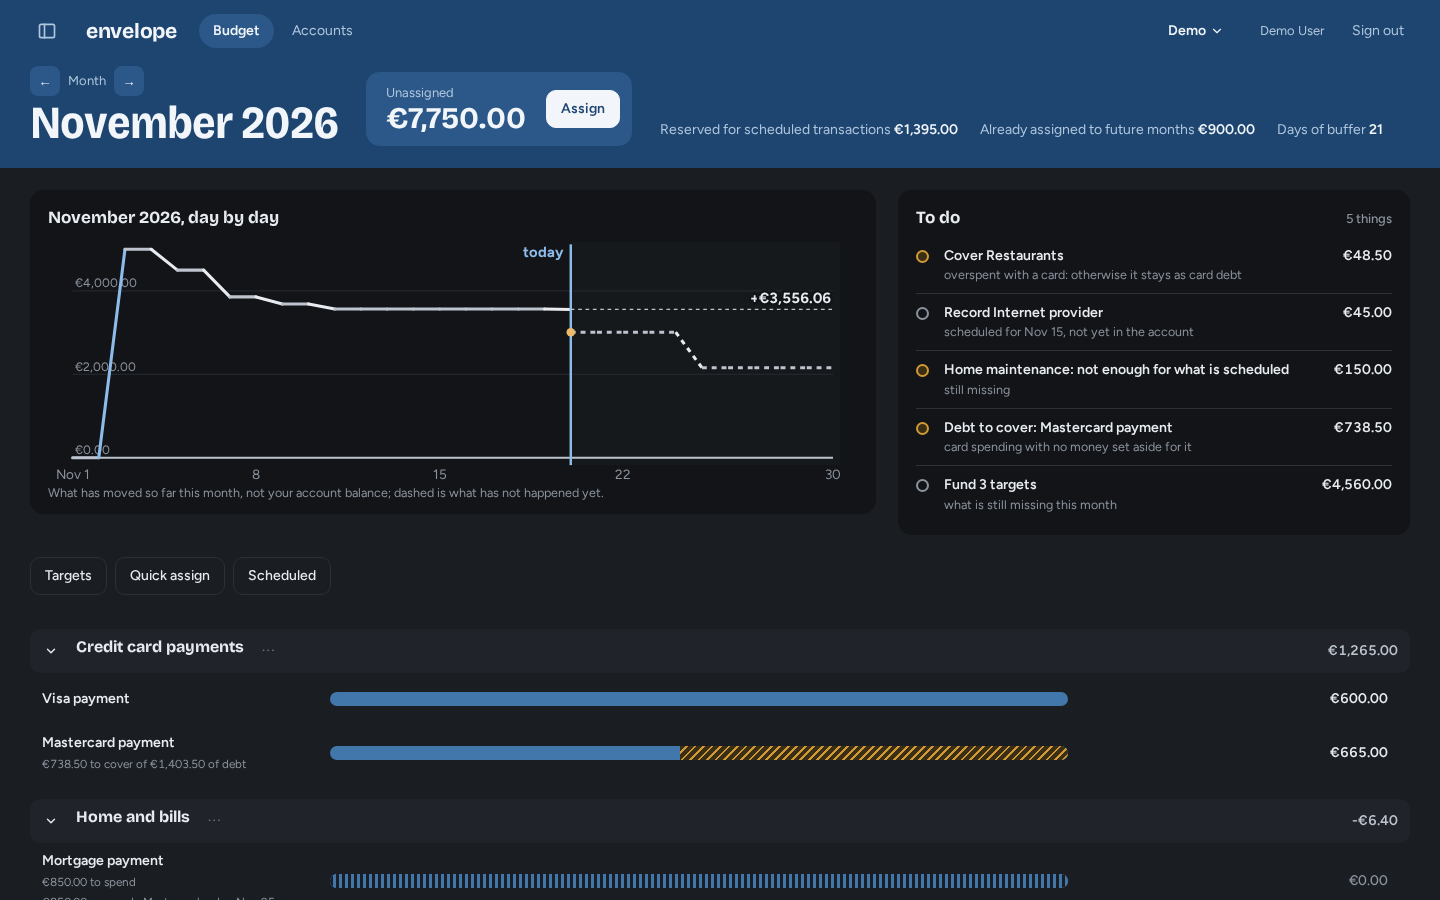 envelope
Budget
Accounts
Demo
Demo User
Sign out
← Month →
November 2026
Unassigned
€7,750.00
Assign
Reserved for scheduled transactions €1,395.00
Already assigned to future months €900.00
Days of buffer 21
November 2026, day by day
today
€4,000.00
+€3,556.06
€2,000.00
€0.00
Nov 1 8 15 22 30
What has moved so far this month, not your account balance; dashed is what has not happened yet.
To do
5 things
Cover Restaurants €48.50
overspent with a card: otherwise it stays as card debt
Record Internet provider €45.00
scheduled for Nov 15, not yet in the account
Home maintenance: not enough for what is scheduled €150.00
still missing
Debt to cover: Mastercard payment €738.50
card spending with no money set aside for it
Fund 3 targets €4,560.00
what is still missing this month
Targets
Quick assign
Scheduled
Credit card payments ... €1,265.00
Visa payment €600.00
Mastercard payment €665.00
€738.50 to cover of €1,403.50 of debt
Home and bills ... -€6.40
Mortgage payment
€850.00 to spend €0.00